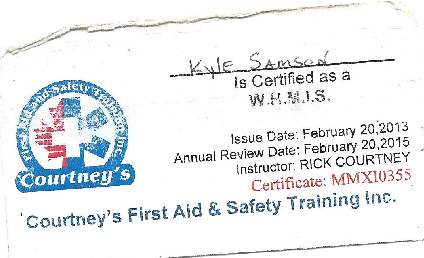 Kyle SAMSON
Is Certified as a
W.H.M.I.S.
First Aid and Safety Training Inc.
Courtney's
Issue Date: February 20,2013
Annual Review Date: February 20,2015
Instructor: RICK COURTNEY
Certificate: MMXI0355
Courtney's First Aid & Safety Training Inc.